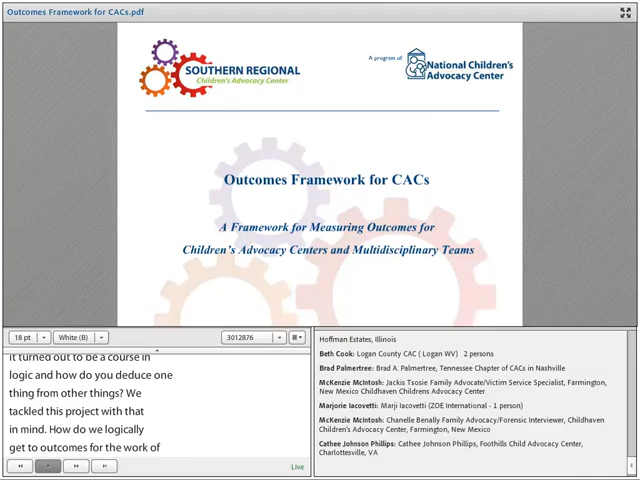 Outcomes Framework for CACs.pdf
SOUTHERN REGIONAL
Children's Advocacy Center
A program of:
National Children's
Advocacy Center
Outcomes Framework for CACs
A Framework for Measuring Outcomes for
Children's Advocacy Centers and Multidisciplinary Teams
18 pt
White (B)
3012876
It turned out to be a course in
logic and how do you deduce one
thing from other things? We
tackled this project with that
in mind. How do we logically
get to outcomes for the work of
Live
Hoffman Estates, Illinois
Beth Cook: Logan County CAC ( Logan WV) 2 persons
Brad Palmertree: Brad A. Palmertree, Tennessee Chapter of CACs in Nashville
McKenzie McIntosh: Jackis Tsosie Family Advocate/Victim Service Specialist, Farmington,
New Mexico Childhaven Childrens Advocacy Center
Marjorie Iacovetti: Marji Iacovetti (ZOE International - 1 person)
McKenzie McIntosh: Chanelle Benally Family Advocate/Forensic Interviewer, Childhaven
Children's Advocacy Center, Farmington, New Mexico
Cathee Johnson Phillips: Cathee Johnson Phillips, Foothills Child Advocacy Center,
Charlottesville, VA